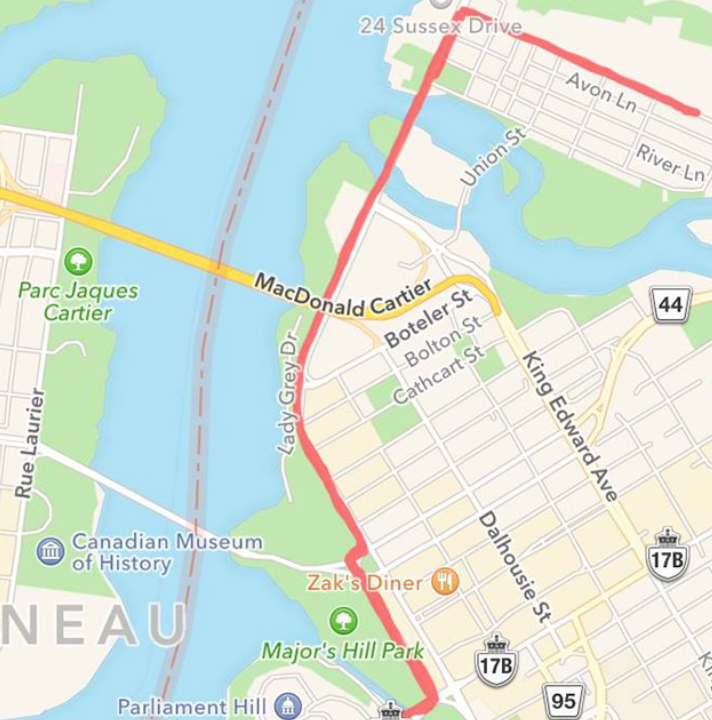 24 Sussex Drive
Avon Ln
Union St
River Ln
Parc Jaques
Cartier
MacDonald Cartier
Boteler St
Bolton St
Cathcart St
44
Lady Grey Dr
King Edward Ave
Rue Laurier
Canadian Museum
of History
Dalhousie St
17B
Zak's Diner
NEAU
Major's Hill Park
17B
Parliament Hill
95